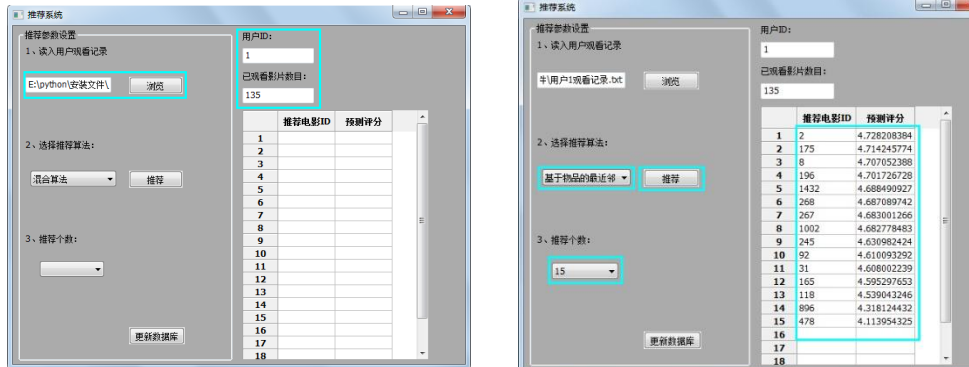 推荐系统
推荐参数设置
1、读入用户观看记录
E:\python\安装文件\ 浏览
2、选择推荐算法:
混合算法 推荐
3、推荐个数:
更新数据库
用户ID:
1
已观看影片数目:
135
推荐电影ID 预测评分
1
2
3
4
5
6
7
8
9
10
11
12
13
14
15
16
17
18
推荐系统
推荐参数设置
1、读入用户观看记录
\用户1观看记录.txt 浏览
2、选择推荐算法:
基于物品的最近邻 推荐
3、推荐个数:
15
更新数据库
用户ID:
1
已观看影片数目:
135
推荐电影ID 预测评分
1 2 4.728208384
2 175 4.714245774
3 8 4.707052388
4 196 4.701726728
5 1432 4.688490927
6 268 4.687089742
7 267 4.683001266
8 1002 4.682778483
9 245 4.630982424
10 92 4.610093292
11 31 4.608002239
12 165 4.595297653
13 118 4.539043246
14 896 4.318124432
15 478 4.113954325
16
17
18